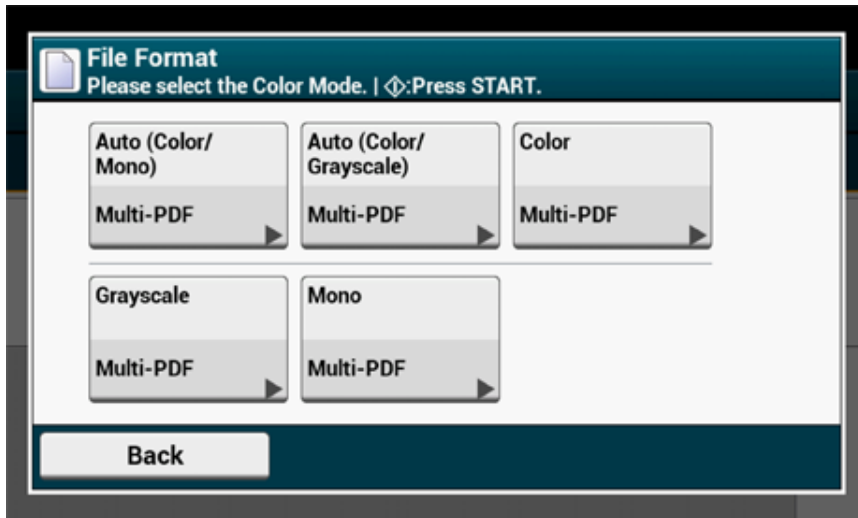 File Format
Please select the Color Mode. | :Press START.
Auto (Color/
Mono)
Multi-PDF
Auto (Color/
Grayscale)
Multi-PDF
Color
Multi-PDF
Grayscale
Multi-PDF
Mono
Multi-PDF
Back